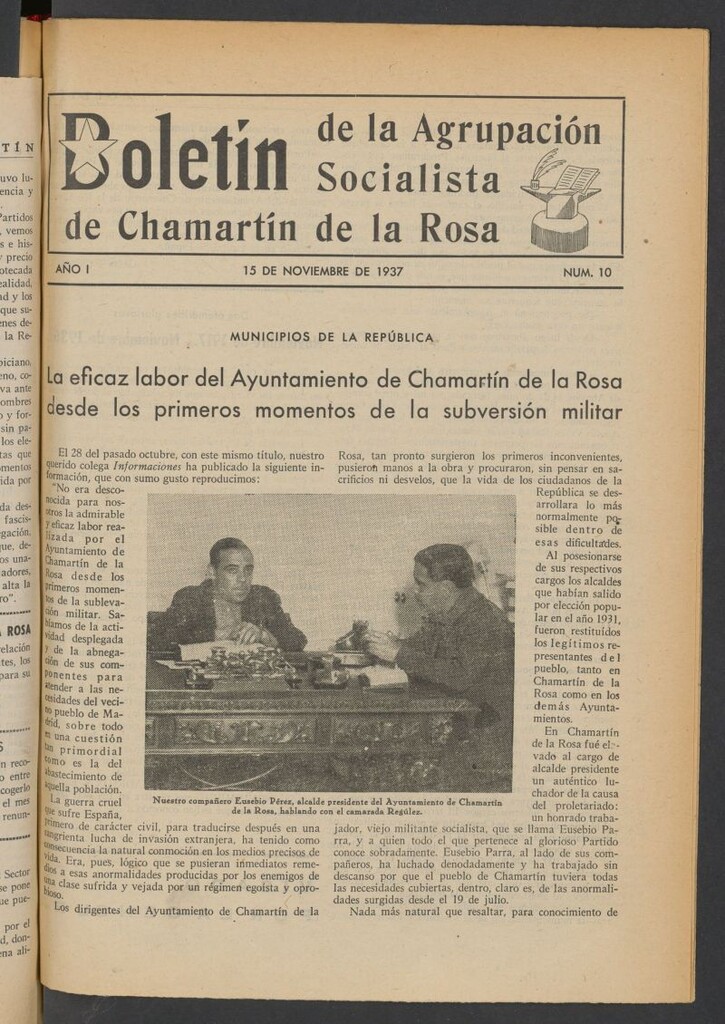 Boletín de la Agrupación
Socialista
de Chamartín de la Rosa
AÑO I 15 DE NOVIEMBRE DE 1937 NUM. 10
MUNICIPIOS DE LA REPÚBLICA
La eficaz labor del Ayuntamiento de Chamartín de la Rosa
desde los primeros momentos de la subversión militar
El 28 del pasado octubre, con este mismo título, nuestro
querido colega Informaciones ha publicado la siguiente in-
formación, que con sumo gusto reproducimos:
"No era desco-
nocida para nos-
otros la admirable
y eficaz labor rea-
lizada por el
Ayuntamiento de
Chamartín de la
Rosa desde los
primeros momen-
tos de la subleva-
ción militar. Sa-
bíamos de la acti-
vidad desplegada
y de la abnega-
ción de sus com-
ponentes para
atender a las ne-
cesidades del veci-
no pueblo de Ma-
drid, sobre todo
en una cuestión
tan primordial
como es la del
abastecimiento de
aquella población.
La guerra cruel
que sufre España,
primero de carácter civil, para traducirse después en una
sangrienta lucha de invasión extranjera, ha tenido como
consecuencia la natural conmoción en los medios precisos de
vida. Era, pues, lógico que se pusieran inmediatos reme-
dios a esas anormalidades producidas por los enemigos de
una clase sufrida y vejada por un régimen egoísta y opro-
bioso.
Los dirigentes del Ayuntamiento de Chamartín de la
Nuestro compañero Eusebio Pérez, alcalde presidente del Ayuntamiento de Chamartín
de la Rosa, hablando con el camarada Regúlez.
Rosa, tan pronto surgieron los primeros inconvenientes,
pusieron manos a la obra y procuraron, sin pensar en sa-
crificios ni desvelos, que la vida de los ciudadanos de la
República se des-
arrollara lo más
normalmente po-
sible dentro de
esas dificultades.
Al posesionarse
de sus respectivos
cargos los alcaldes
que habían salido
por elección popu-
lar en el año 1931,
fueron restituídos
los legítimos re-
presentantes del
pueblo, tanto en
Chamartín de la
Rosa como en los
demás Ayunta-
mientos.
En Chamartín
de la Rosa fué ele-
vado al cargo de
alcalde presidente
un auténtico lu-
chador de la causa
del proletariado:
un honrado traba-
jador, viejo militante socialista, que se llama Eusebio Pa-
rra, y a quien todo el que pertenece al glorioso Partido
conoce sobradamente. Eusebio Parra, al lado de sus com-
pañeros, ha luchado denodadamente y ha trabajado sin
descanso por que el pueblo de Chamartín tuviera todas
las necesidades cubiertas, dentro, claro es, de las anormali-
dades surgidas desde el 19 de julio.
Nada más natural que resaltar, para conocimiento de